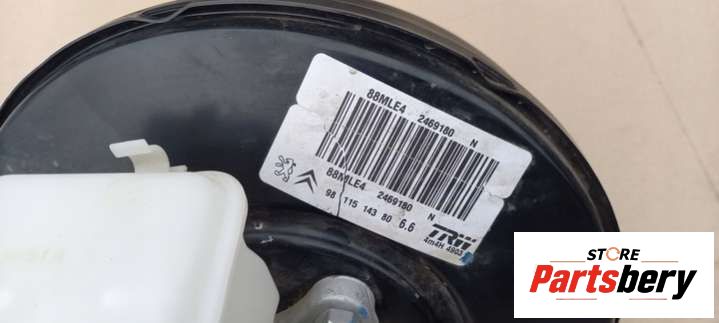 88MLE4 2469180 N
88MLE4 2469180 N
98 115 143 80 6.6
TRW
4m4H 4903
STORE
Partsbery